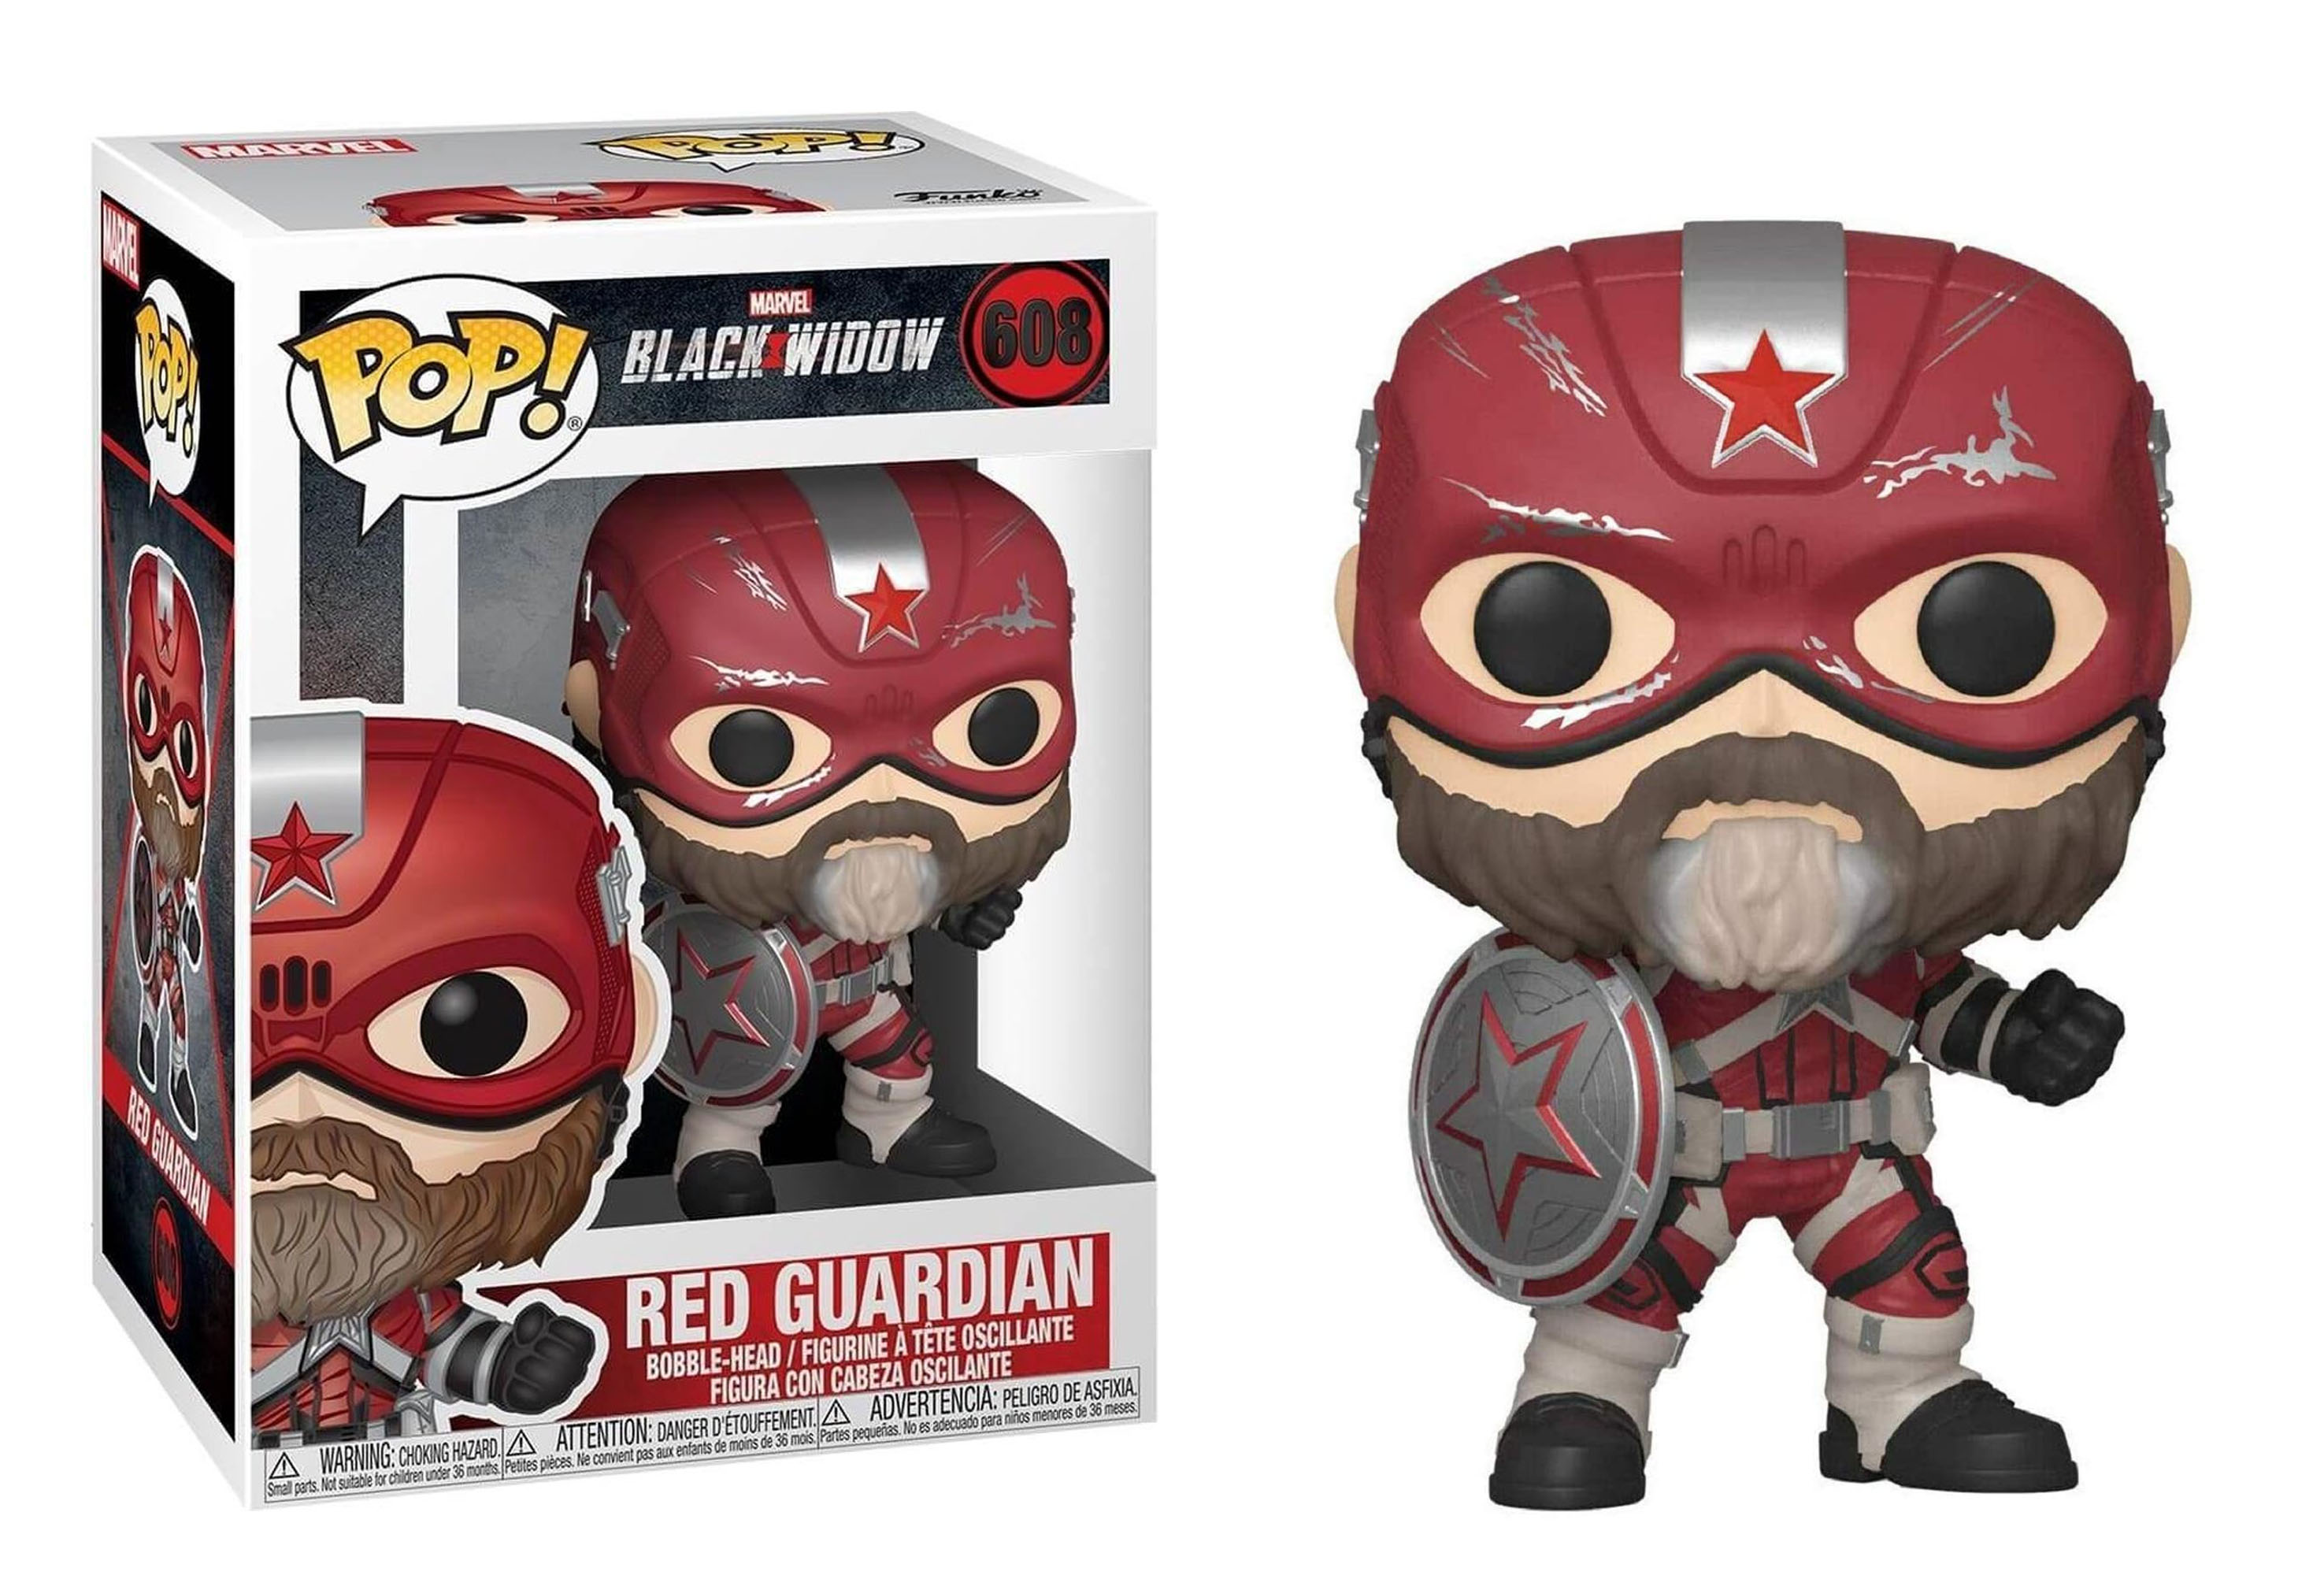 MARVEL
POP!
Funko
MARVEL
POP!
RED GUARDIAN
608
POP!®
MARVEL
BLACK WIDOW
608
RED GUARDIAN
BOBBLE-HEAD / FIGURINE À TÊTE OSCILLANTE
FIGURA CON CABEZA OSCILANTE
WARNING: CHOKING HAZARD.
Small parts. Not suitable for children under 36 months.
ATTENTION: DANGER D'ÉTOUFFEMENT.
Petites pièces. Ne convient pas aux enfants de moins de 36 mois.
ADVERTENCIA: PELIGRO DE ASFIXIA.
Partes pequeñas. No es adecuado para niños menores de 36 meses.